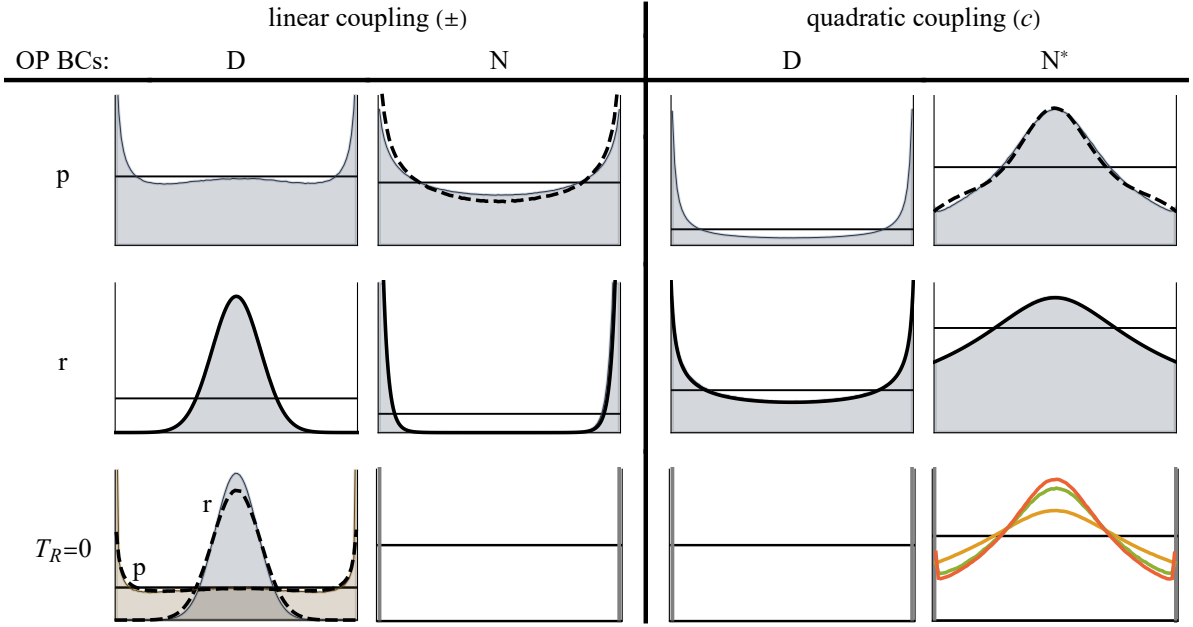 linear coupling (±) quadratic coupling (c)
OP BCs: D N D N*
p
r
r
T_R=0
p